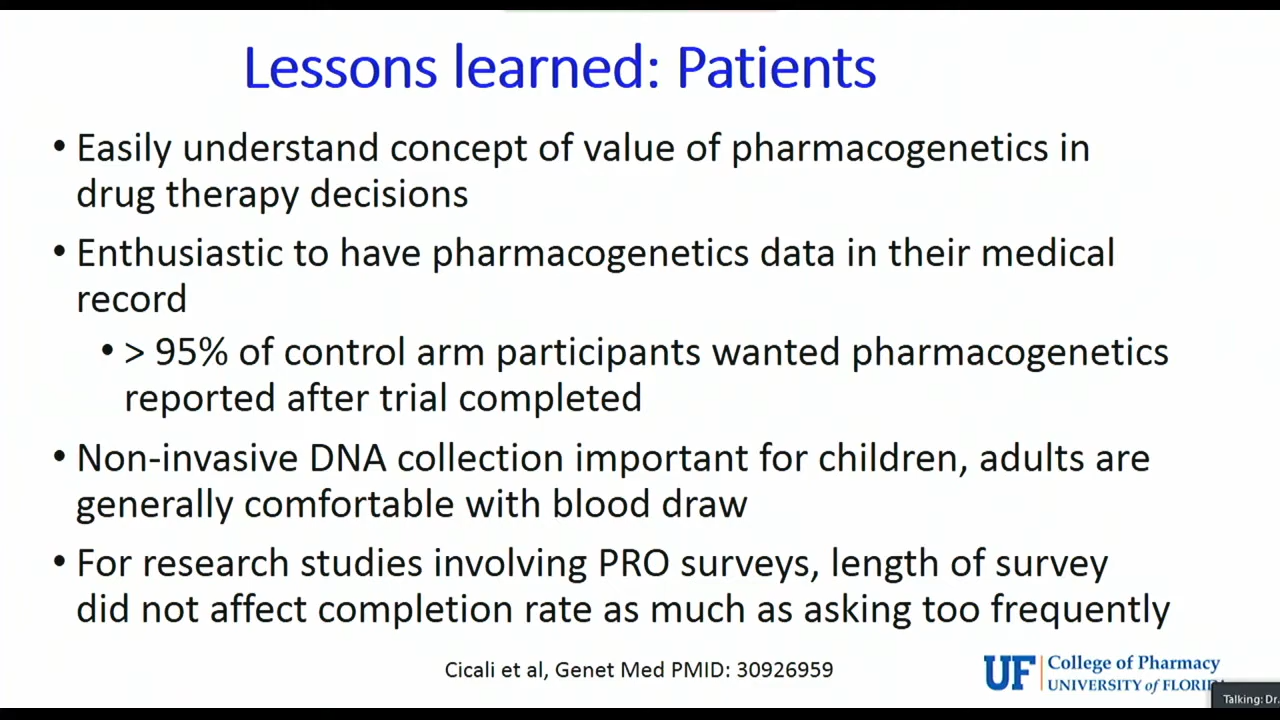 Lessons learned: Patients
• Easily understand concept of value of pharmacogenetics in
drug therapy decisions
• Enthusiastic to have pharmacogenetics data in their medical
record
• > 95% of control arm participants wanted pharmacogenetics
reported after trial completed
• Non-invasive DNA collection important for children, adults are
generally comfortable with blood draw
• For research studies involving PRO surveys, length of survey
did not affect completion rate as much as asking too frequently
Cicali et al, Genet Med PMID: 30926959
UF College of Pharmacy
UNIVERSITY of FLORI
Talking: Dr.